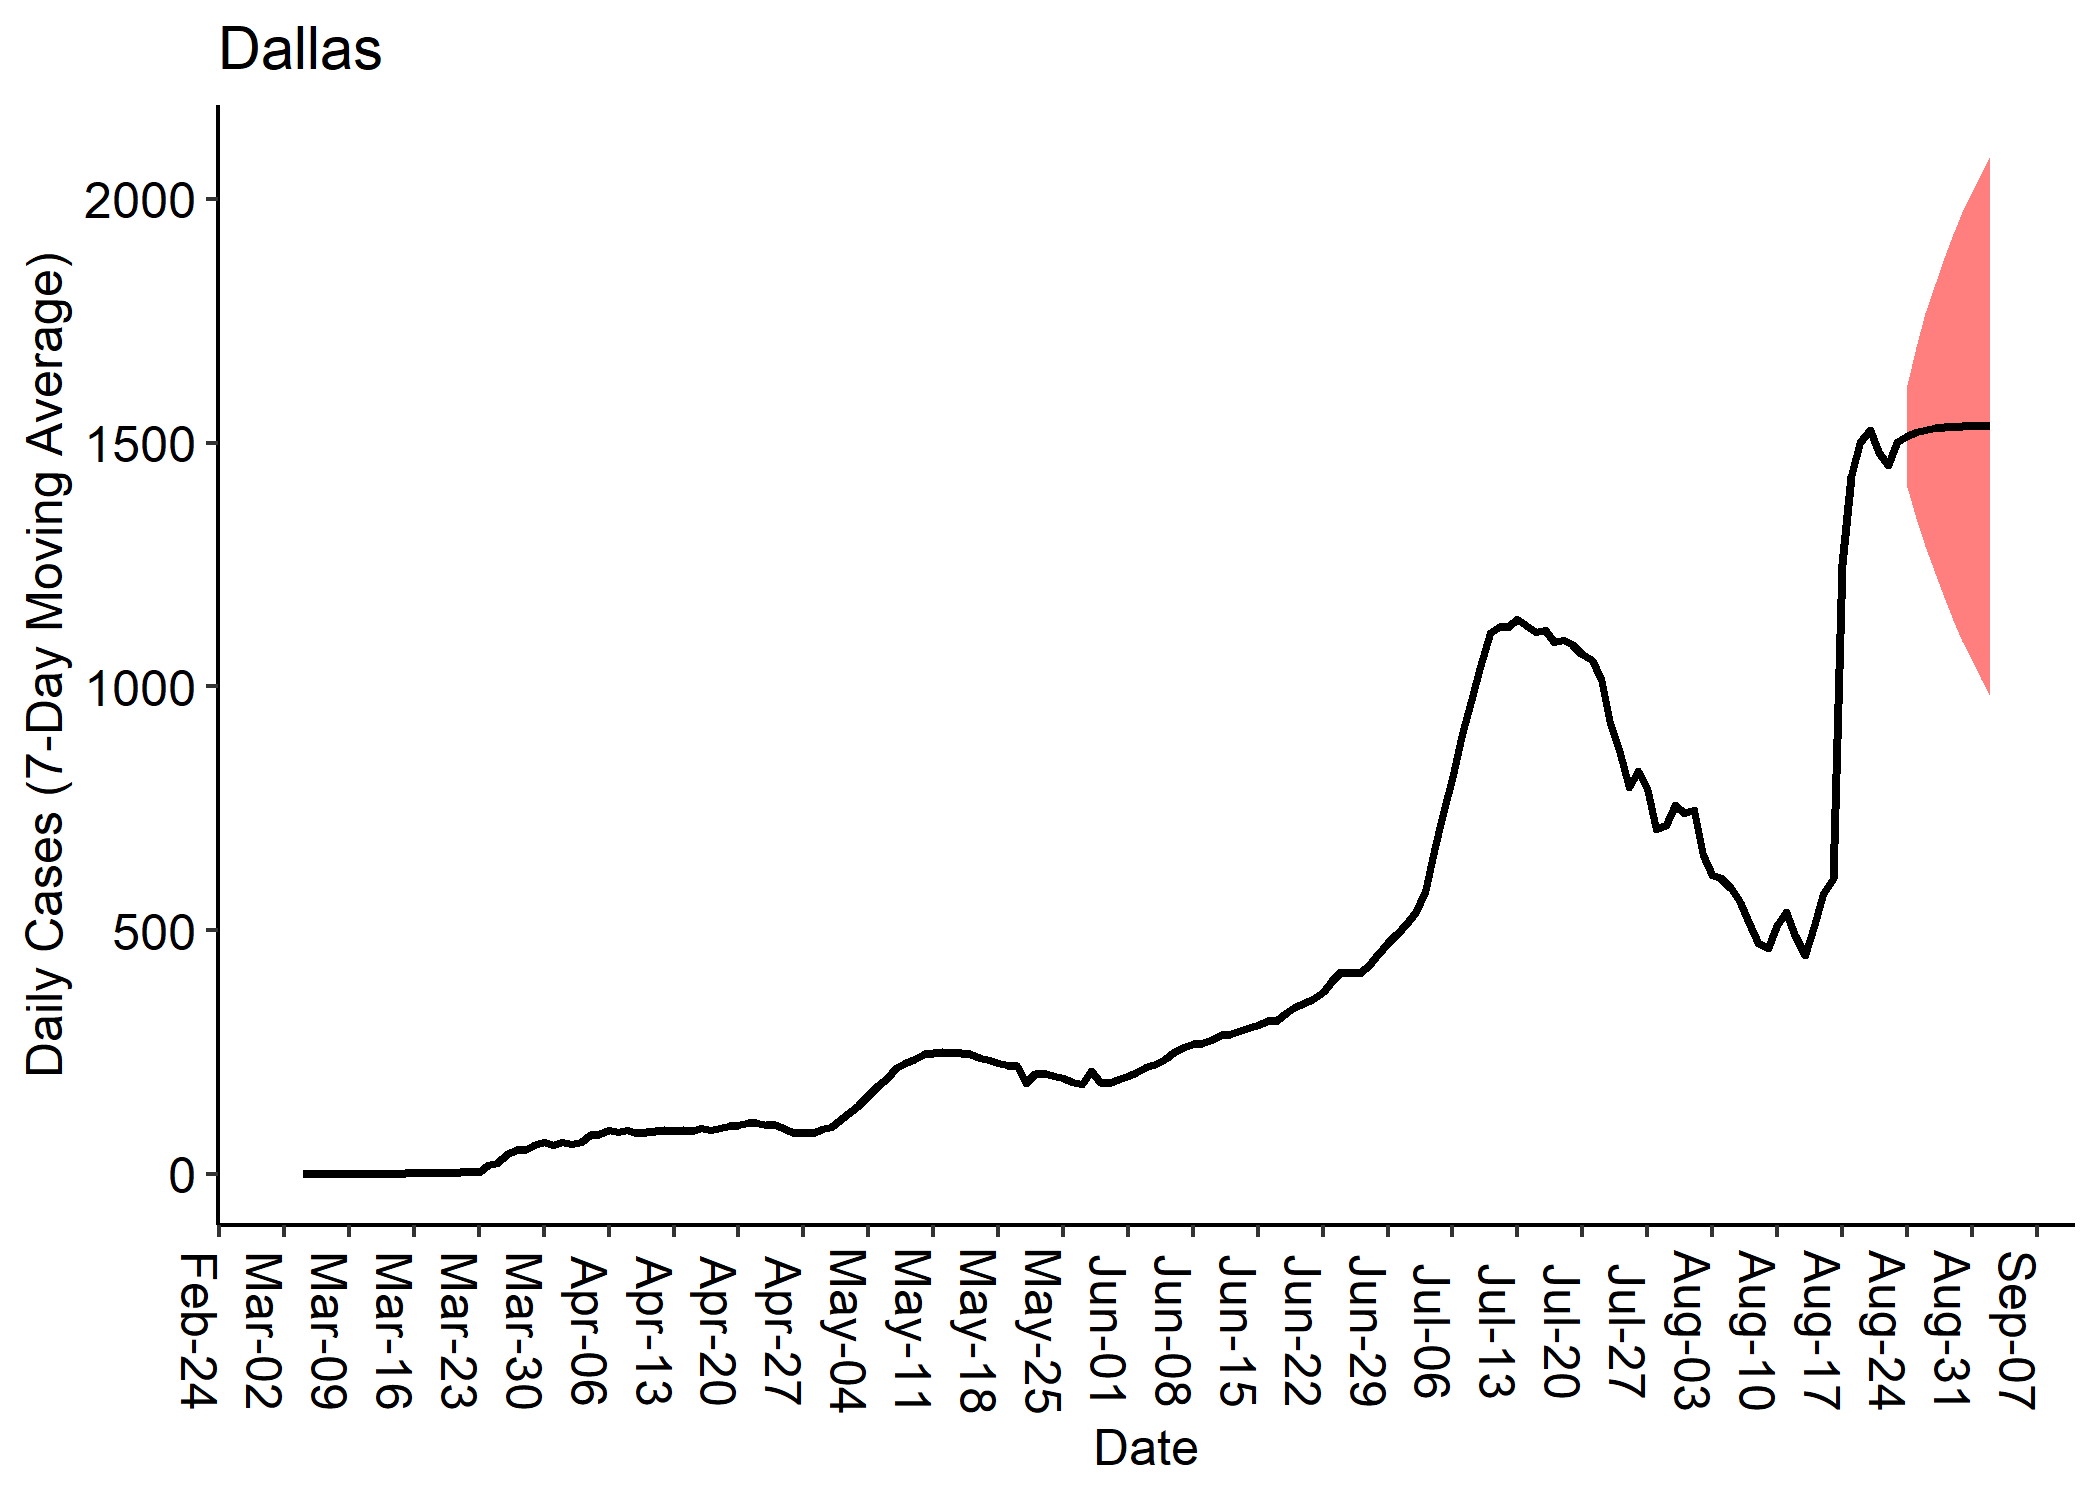 Dallas
Daily Cases (7-Day Moving Average)
2000
1500
1000
500
0
Feb-24
Mar-02
Mar-09
Mar-16
Mar-23
Mar-30
Apr-06
Apr-13
Apr-20
Apr-27
May-04
May-11
May-18
May-25
Jun-01
Jun-08
Jun-15
Jun-22
Jun-29
Jul-06
Jul-13
Jul-20
Jul-27
Aug-03
Aug-10
Aug-17
Aug-24
Aug-31
Sep-07
Date